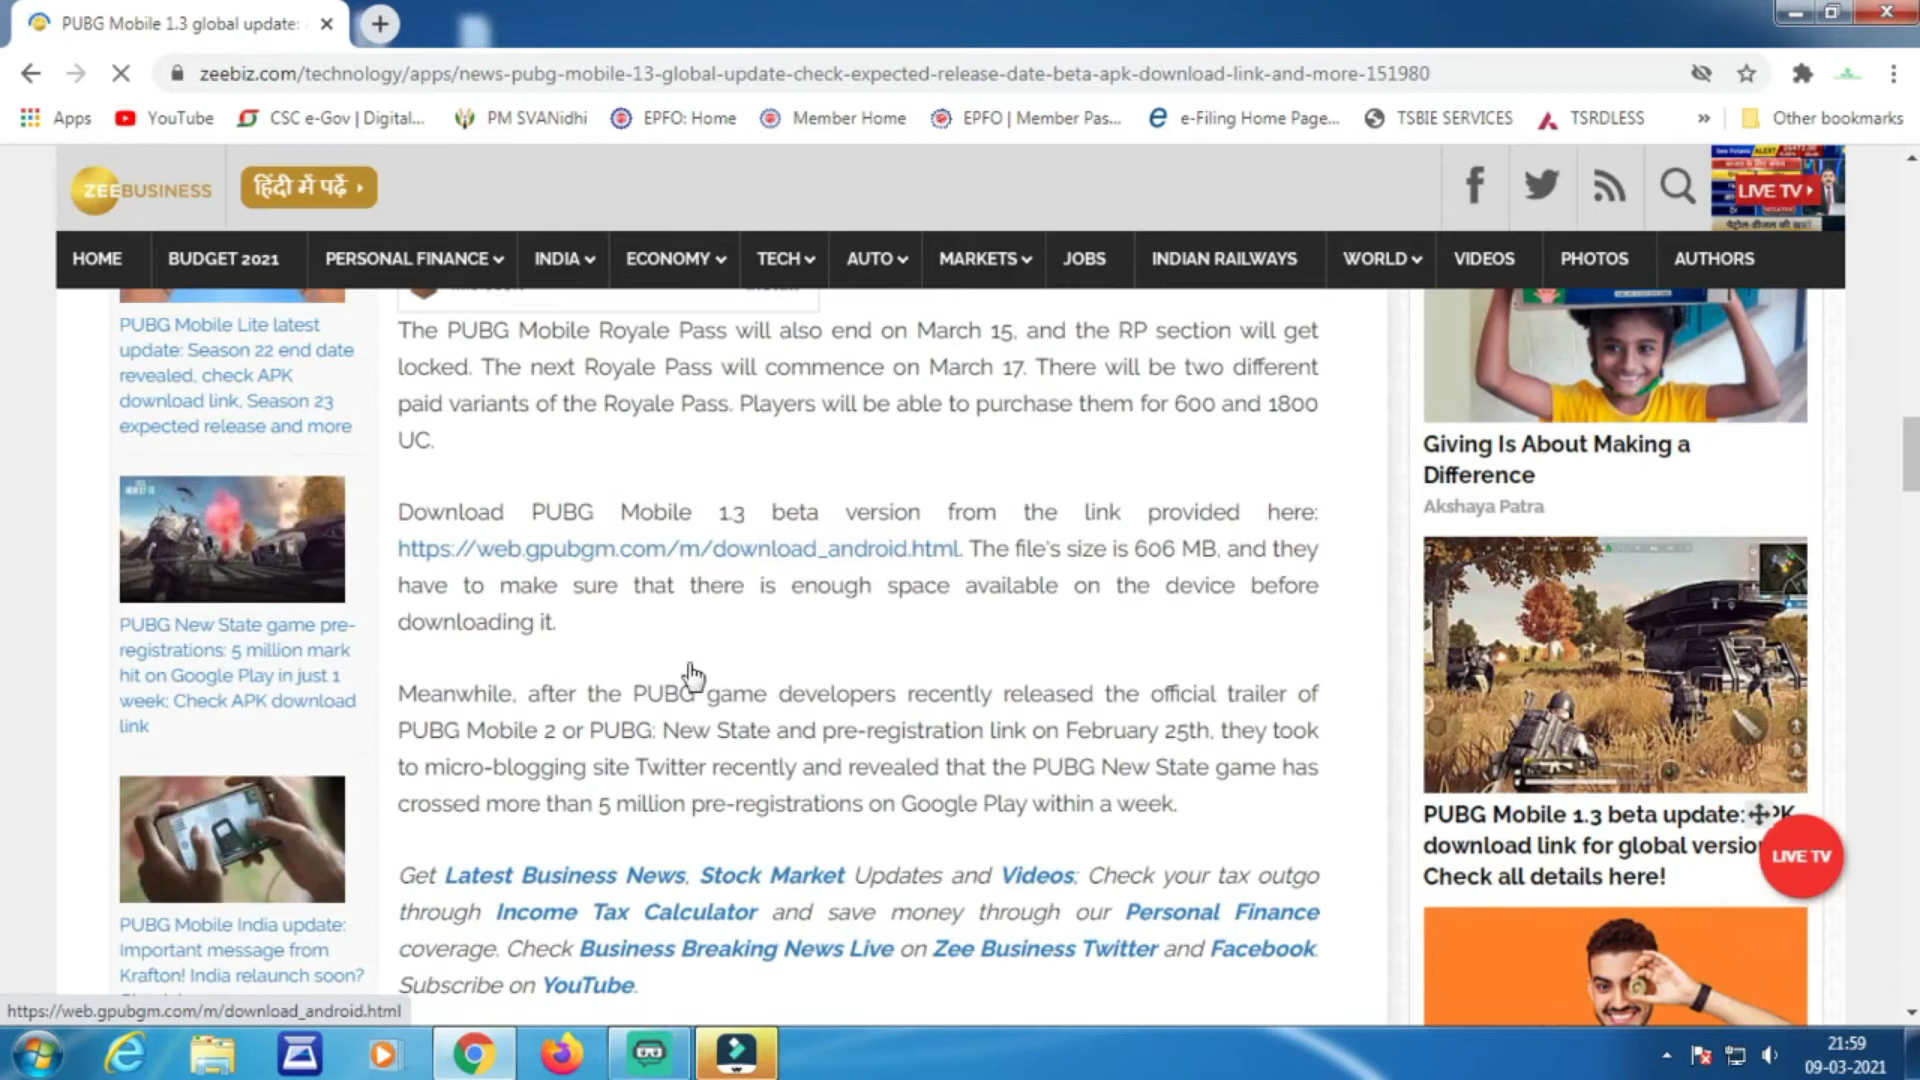 PUBG Mobile 1.3 global update:
zeebiz.com/technology/apps/news-pubg-mobile-13-global-update-check-expected-release-date-beta-apk-download-link-and-more-151980
Apps YouTube CSC e-Gov | Digital... PM SVANidhi EPFO: Home Member Home EPFO | Member Pas... e-Filing Home Page... TSBIE SERVICES TSRDLESS » Other bookmarks
ZEEBUSINESS
हिंदी में पढ़ें
LIVE TV
HOME BUDGET 2021 PERSONAL FINANCE INDIA ECONOMY TECH AUTO MARKETS JOBS INDIAN RAILWAYS WORLD VIDEOS PHOTOS AUTHORS
PUBG Mobile Lite latest
update: Season 22 end date
revealed, check APK
download link, Season 23
expected release and more
PUBG New State game pre-
registrations: 5 million mark
hit on Google Play in just 1
week; Check APK download
link
PUBG Mobile India update:
Important message from
Krafton! India relaunch soon?
The PUBG Mobile Royale Pass will also end on March 15, and the RP section will get
locked. The next Royale Pass will commence on March 17. There will be two different
paid variants of the Royale Pass. Players will be able to purchase them for 600 and 1800
UC.
Download PUBG Mobile 1.3 beta version from the link provided here:
https://web.gpubgm.com/m/download_android.html. The file's size is 606 MB, and they
have to make sure that there is enough space available on the device before
downloading it.
Meanwhile, after the PUBG game developers recently released the official trailer of
PUBG Mobile 2 or PUBG: New State and pre-registration link on February 25th, they took
to micro-blogging site Twitter recently and revealed that the PUBG New State game has
crossed more than 5 million pre-registrations on Google Play within a week.
Get Latest Business News, Stock Market Updates and Videos; Check your tax outgo
through Income Tax Calculator and save money through our Personal Finance
coverage. Check Business Breaking News Live on Zee Business Twitter and Facebook.
Subscribe on YouTube.
Giving Is About Making a
Difference
Akshaya Patra
PUBG Mobile 1.3 beta update:
download link for global versio
Check all details here!
LIVE TV
https://web.gpubgm.com/m/download_android.html
21:59
09-03-2021